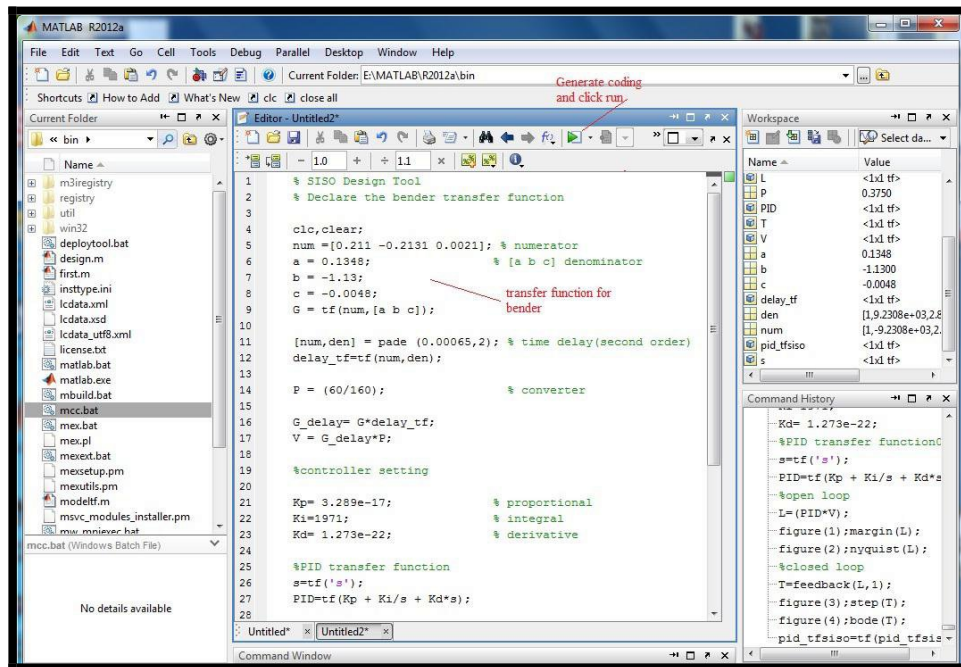 MATLAB R2012a
File Edit Text Go Cell Tools Debug Parallel Desktop Window Help
Current Folder: E:\MATLAB\R2012a\bin
Shortcuts How to Add What's New clc close all
Generate coding
and click run
Current Folder
« bin
Name
m3iregistry
registry
util
win32
deploytool.bat
design.m
first.m
insttype.ini
lcdata.xml
lcdata.xsd
lcdata_utf8.xml
license.txt
matlab.bat
matlab.exe
mbuild.bat
mcc.bat
mex.bat
mex.pl
mexext.bat
mexsetup.pm
mexutils.pm
modeltf.m
msvc_modules_installer.pm
mw_mpiexec.bat
mcc.bat (Windows Batch File)
No details available
Editor - Untitled2*
- 1.0 + ÷ 1.1 ×
1 % SISO Design Tool
2 % Declare the bender transfer function
3
4 clc,clear;
5 num =[0.211 -0.2131 0.0021]; % numerator
6 a = 0.1348; % [a b c] denominator
7 b = -1.13;
8 c = -0.0048;
9 G = tf(num,[a b c]);
transfer function for
bender
10
11 [num,den] = pade (0.00065,2); % time delay(second order)
12 delay_tf=tf(num,den);
13
14 P = (60/160); % converter
15
16 G_delay= G*delay_tf;
17 V = G_delay*P;
18
19 %controller setting
20
21 Kp= 3.289e-17; % proportional
22 Ki=1971; % integral
23 Kd= 1.273e-22; % derivative
24
25 %PID transfer function
26 s=tf('s');
27 PID=tf(Kp + Ki/s + Kd*s);
28
Untitled* × Untitled2* ×
Command Window
Workspace
Select da...
Name Value
L <1x1 tf>
P 0.3750
PID <1x1 tf>
T <1x1 tf>
V <1x1 tf>
a 0.1348
b -1.1300
c -0.0048
delay_tf <1x1 tf>
den [1,9.2308e+03,2.8
num [1,-9.2308e+03,2.
pid_tfsiso <1x1 tf>
s <1x1 tf>
Command History
Kd= 1.273e-22;
%PID transfer function
s=tf('s');
PID=tf(Kp + Ki/s + Kd*s
%open loop
L=(PID*V);
figure(1);margin(L);
figure(2);nyquist(L);
%closed loop
T=feedback(L,1);
figure(3);step(T);
figure(4);bode(T);
pid_tfsiso=tf(pid_tfsis